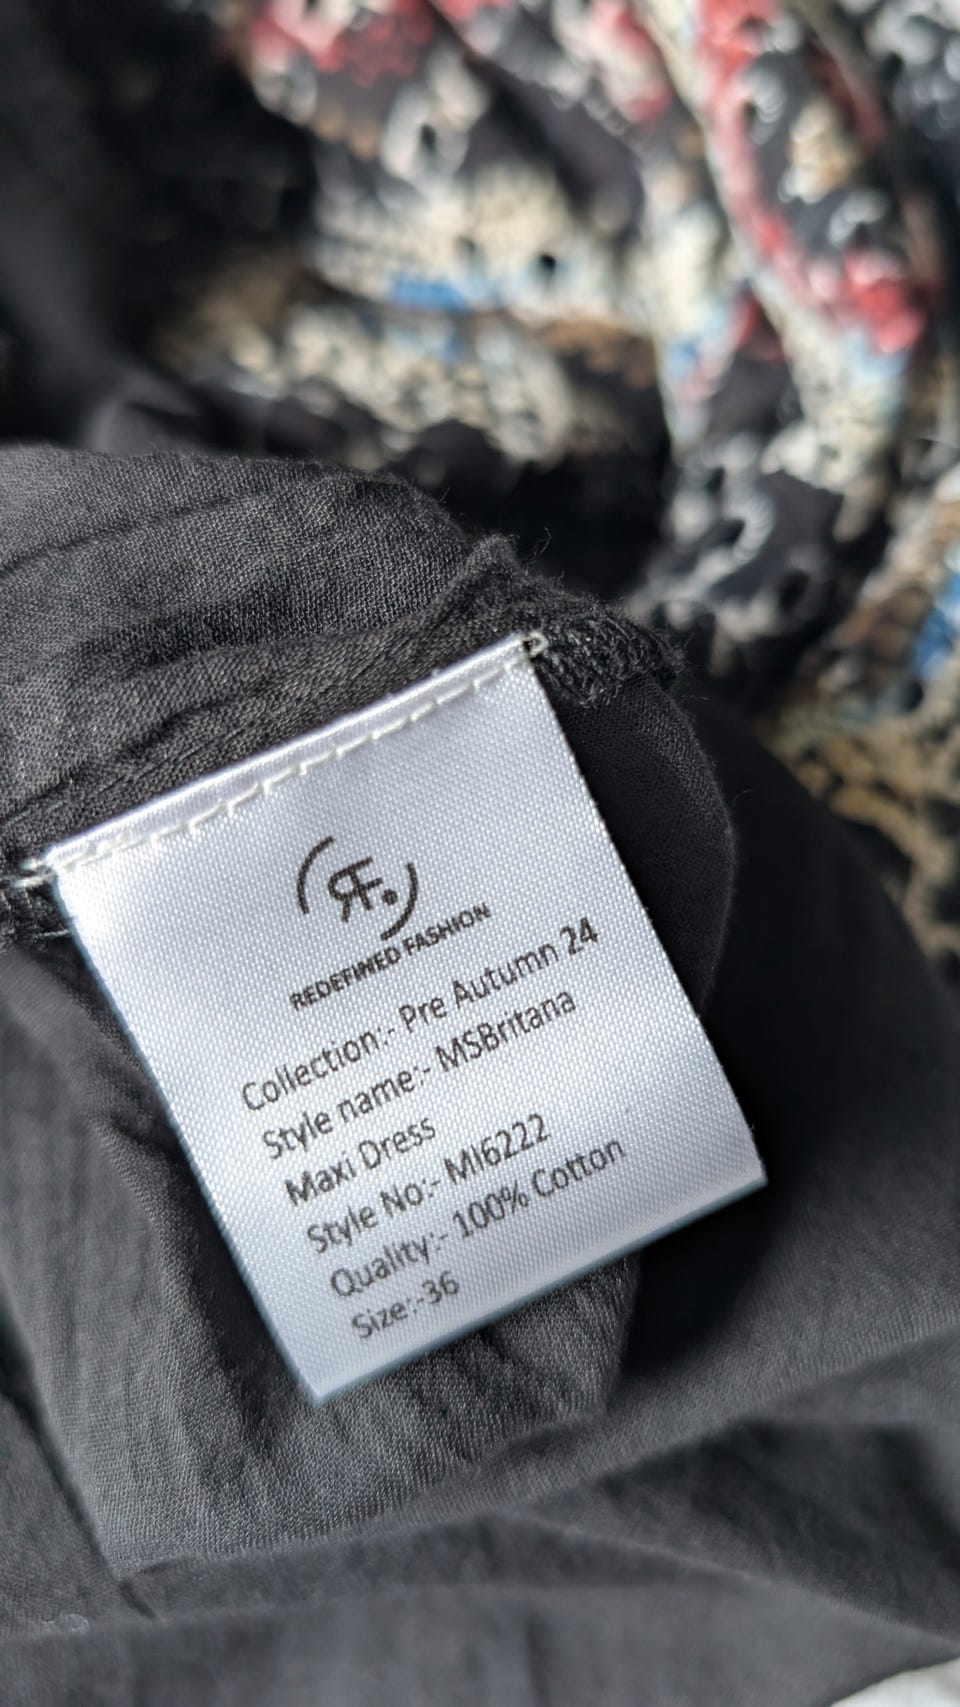 RF.
REDEFINED FASHION
Collection:- Pre Autumn 24
Style name:- MSBritana
Maxi Dress
Style No:- MI6222
Quality:- 100% Cotton
Size:-36